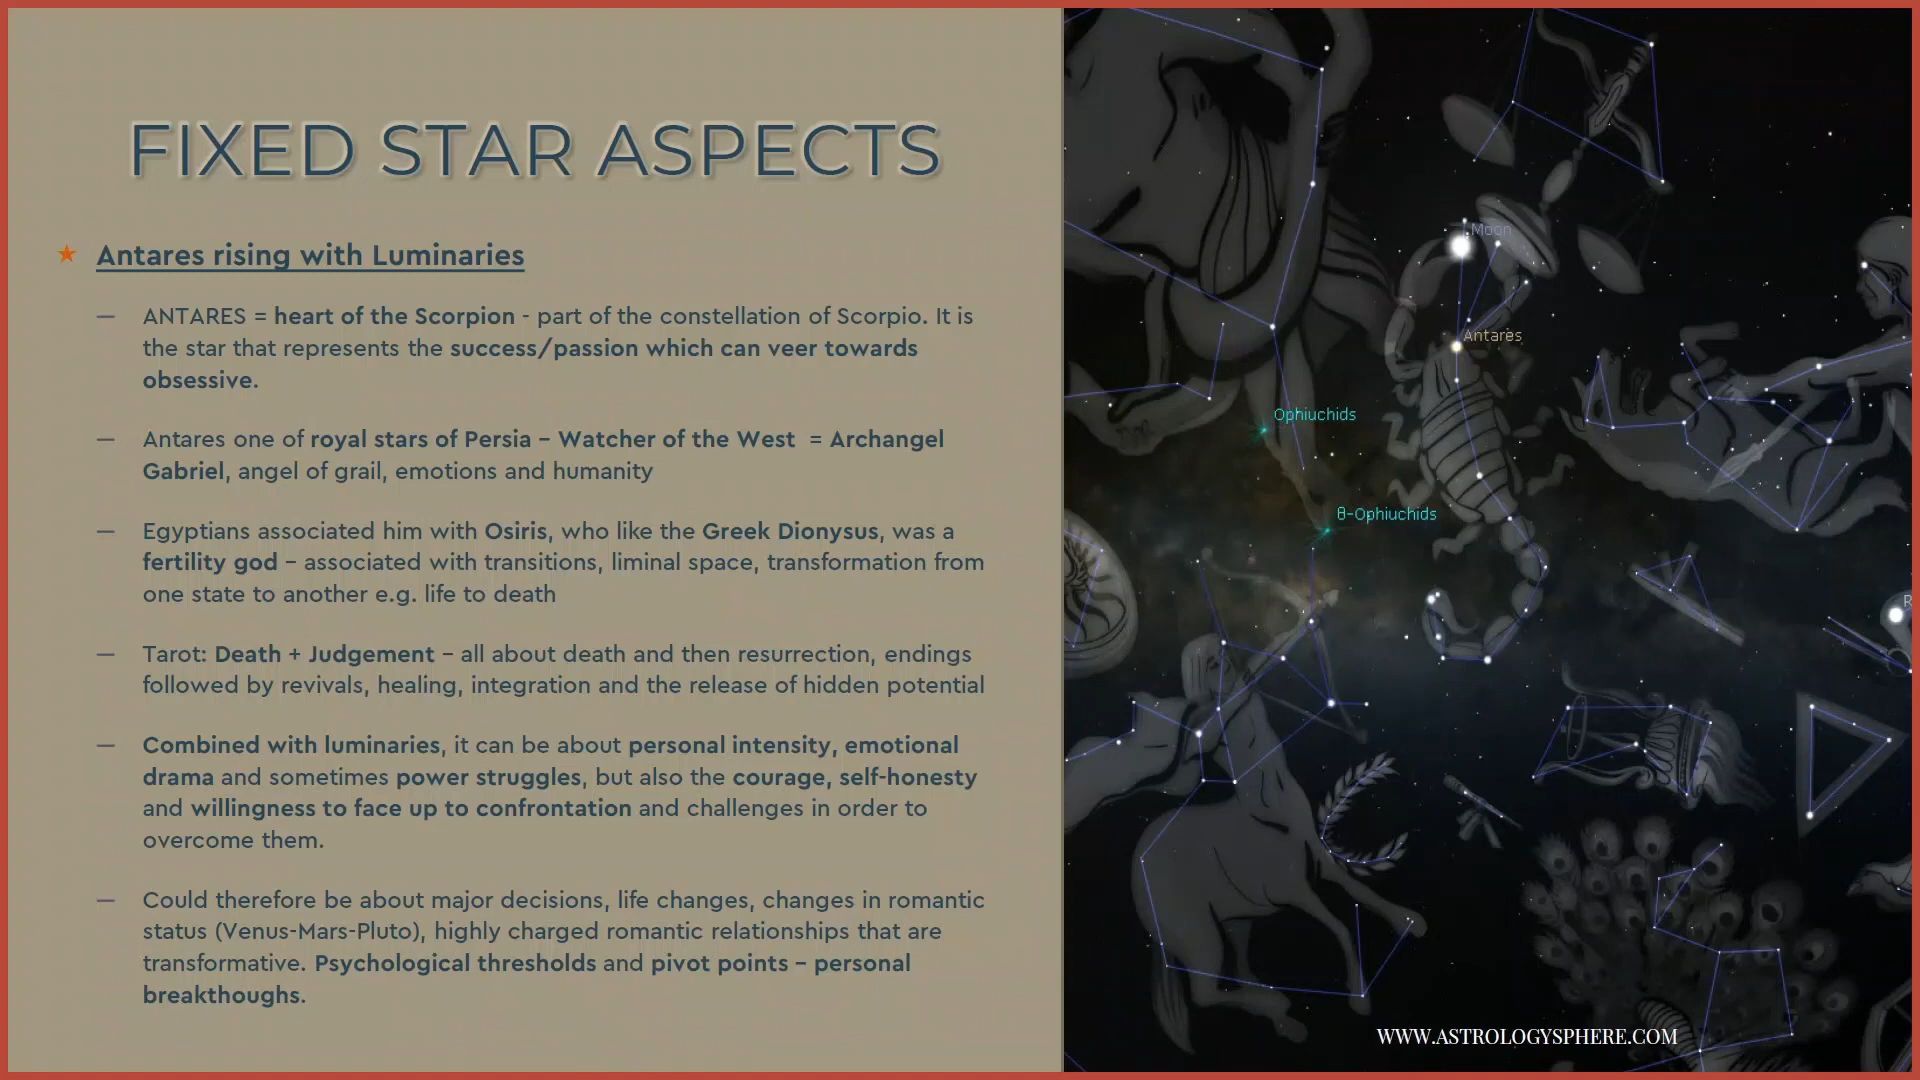 FIXED STAR ASPECTS
★ Antares rising with Luminaries
— ANTARES = heart of the Scorpion - part of the constellation of Scorpio. It is
the star that represents the success/passion which can veer towards
obsessive.
— Antares one of royal stars of Persia – Watcher of the West = Archangel
Gabriel, angel of grail, emotions and humanity
— Egyptians associated him with Osiris, who like the Greek Dionysus, was a
fertility god – associated with transitions, liminal space, transformation from
one state to another e.g. life to death
— Tarot: Death + Judgement – all about death and then resurrection, endings
followed by revivals, healing, integration and the release of hidden potential
— Combined with luminaries, it can be about personal intensity, emotional
drama and sometimes power struggles, but also the courage, self-honesty
and willingness to face up to confrontation and challenges in order to
overcome them.
— Could therefore be about major decisions, life changes, changes in romantic
status (Venus-Mars-Pluto), highly charged romantic relationships that are
transformative. Psychological thresholds and pivot points – personal
breakthoughs.
Moon
Antares
Ophiuchids
θ-Ophiuchids
R
WWW.ASTROLOGYSPHERE.COM